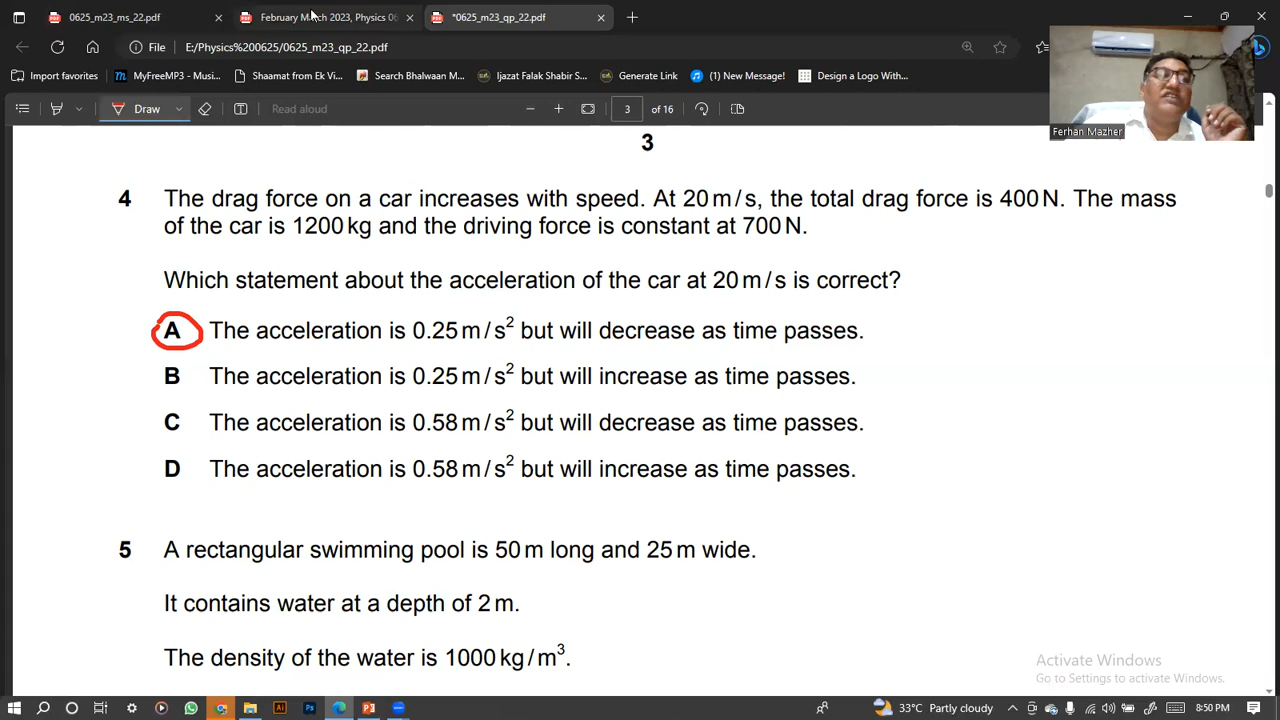 0625_m23_ms_22.pdf
February March 2023, Physics 06
*0625_m23_qp_22.pdf
File
E:/Physics%200625/0625_m23_qp_22.pdf
Import favorites
MyFreeMP3 - Musi...
Shaamat from Ek Vi...
Search Bhalwaan M...
Ijazat Falak Shabir S...
Generate Link
(1) New Message!
Design a Logo With...
Draw
Read aloud
3 of 16
Ferhan Mazher
3
4 The drag force on a car increases with speed. At 20 m / s, the total drag force is 400 N. The mass
of the car is 1200 kg and the driving force is constant at 700 N.
Which statement about the acceleration of the car at 20 m / s is correct?
A The acceleration is 0.25 m / s² but will decrease as time passes.
B The acceleration is 0.25 m / s² but will increase as time passes.
C The acceleration is 0.58 m / s² but will decrease as time passes.
D The acceleration is 0.58 m / s² but will increase as time passes.
5 A rectangular swimming pool is 50 m long and 25 m wide.
It contains water at a depth of 2 m.
The density of the water is 1000 kg / m³.
Activate Windows
Go to Settings to activate Windows.
33°C Partly cloudy
8:50 PM